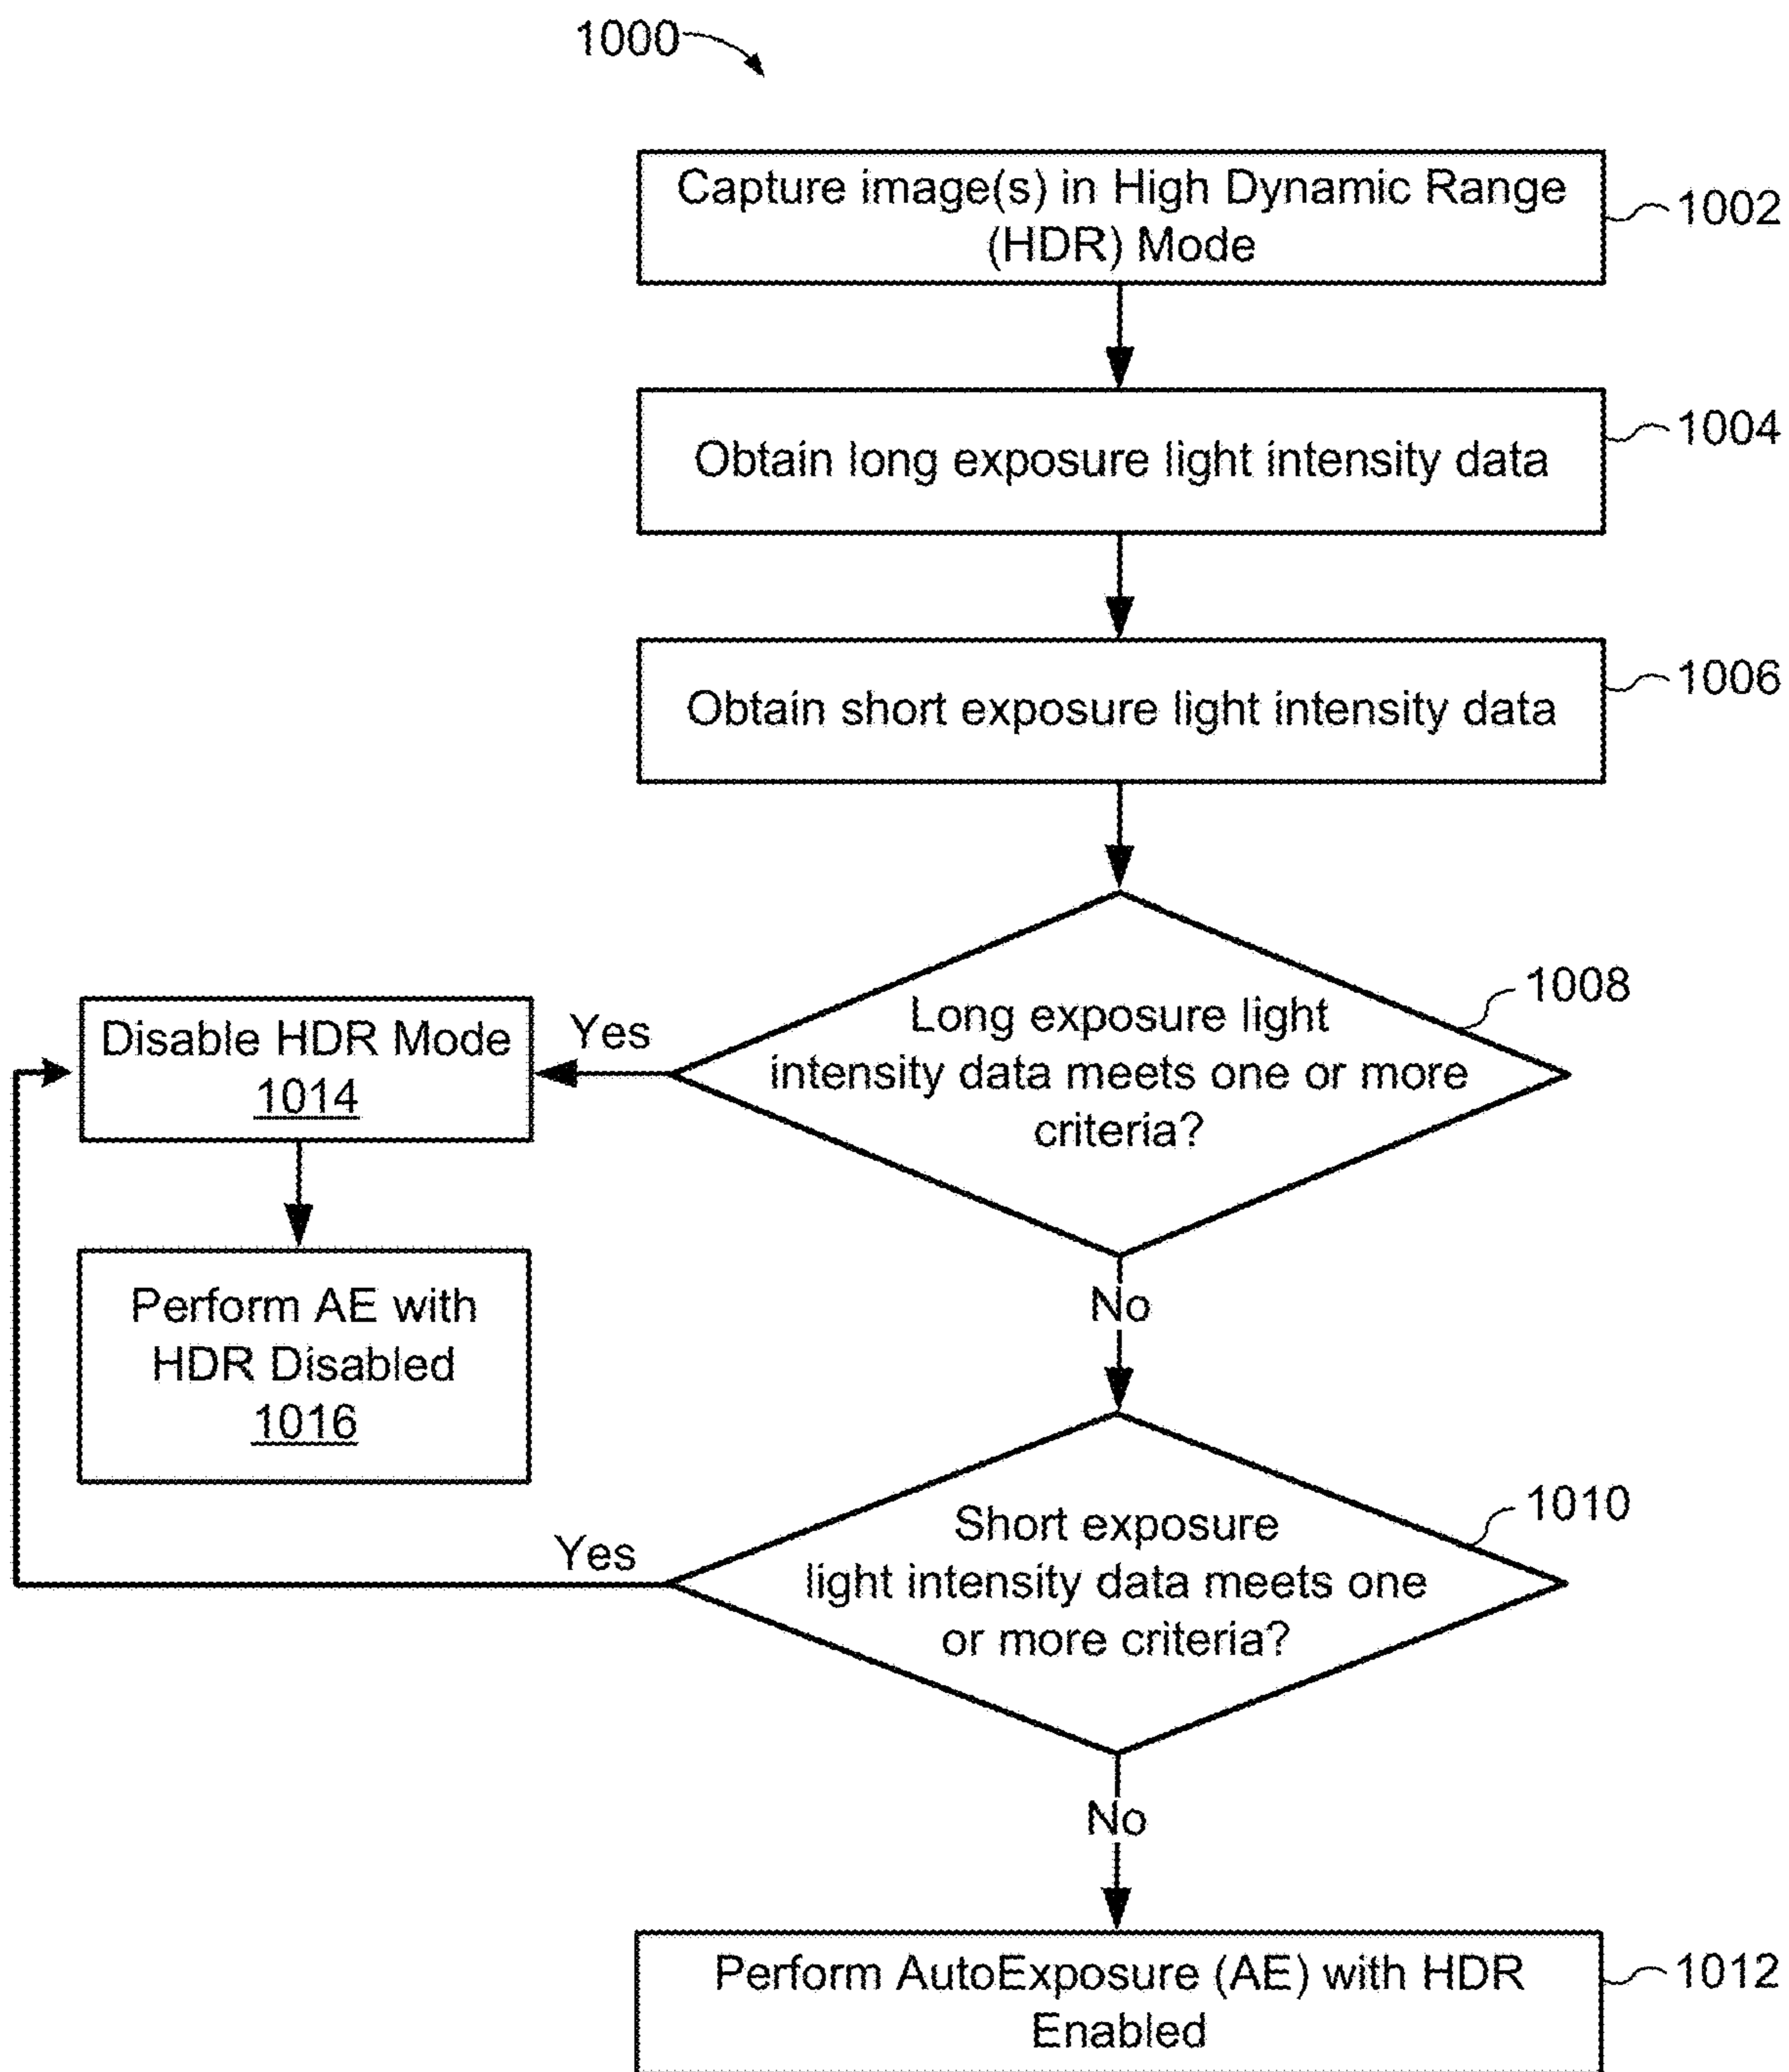 1000
Capture image(s) in High Dynamic Range
(HDR) Mode
1002
Obtain long exposure light intensity data
1004
Obtain short exposure light intensity data
1006
Long exposure light
intensity data meets one or more
criteria?
1008
Yes
Disable HDR Mode
1014
Perform AE with
HDR Disabled
1016
No
Short exposure
light intensity data meets one
or more criteria?
1010
Yes
No
Perform AutoExposure (AE) with HDR
Enabled
1012